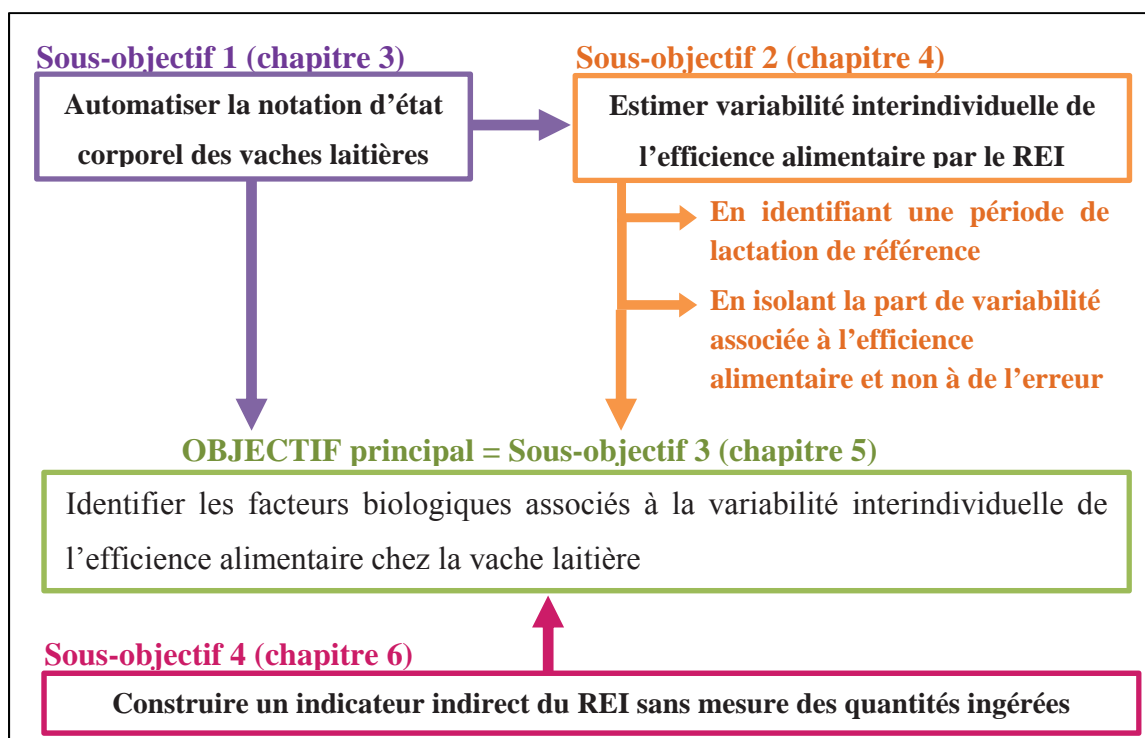 Sous-objectif 1 (chapitre 3)
Automatiser la notation d’état
corporel des vaches laitières
Sous-objectif 2 (chapitre 4)
Estimer variabilité interindividuelle de
l’efficience alimentaire par le REI
En identifiant une période de
lactation de référence
En isolant la part de variabilité
associée à l’efficience
alimentaire et non à de l’erreur
OBJECTIF principal = Sous-objectif 3 (chapitre 5)
Identifier les facteurs biologiques associés à la variabilité interindividuelle de
l’efficience alimentaire chez la vache laitière
Sous-objectif 4 (chapitre 6)
Construire un indicateur indirect du REI sans mesure des quantités ingérées